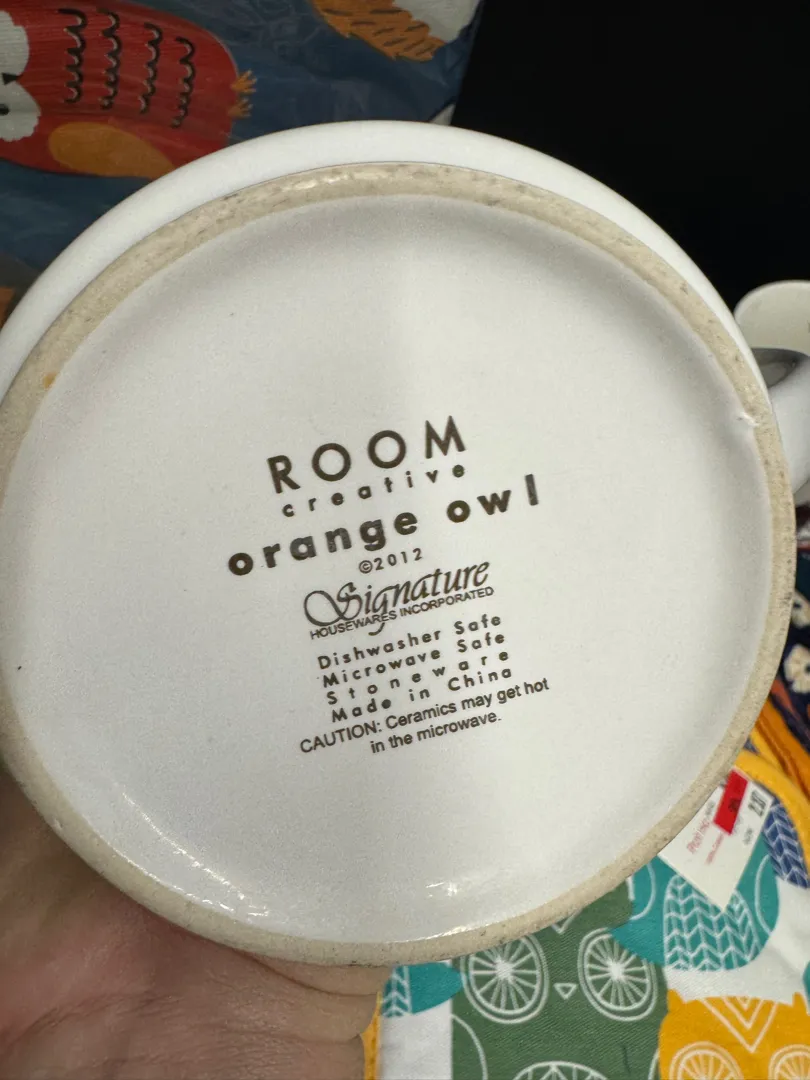 ROOM
creative
orange owl
©2012
Signature
HOUSEWARES INCORPORATED
Dishwasher Safe
Microwave Safe
Stoneware
Made in China
CAUTION: Ceramics may get hot
in the microwave.